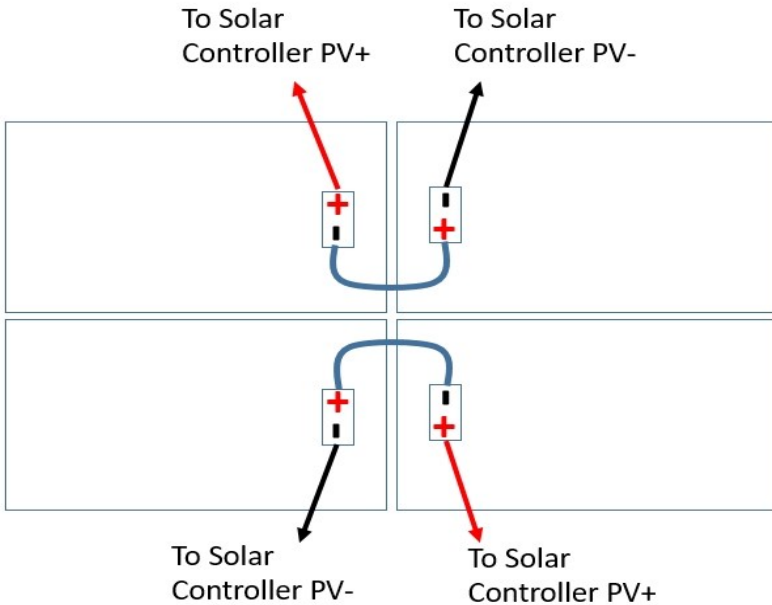 To Solar
Controller PV+
To Solar
Controller PV-
+
-
-
+
+
-
-
+
To Solar
Controller PV-
To Solar
Controller PV+